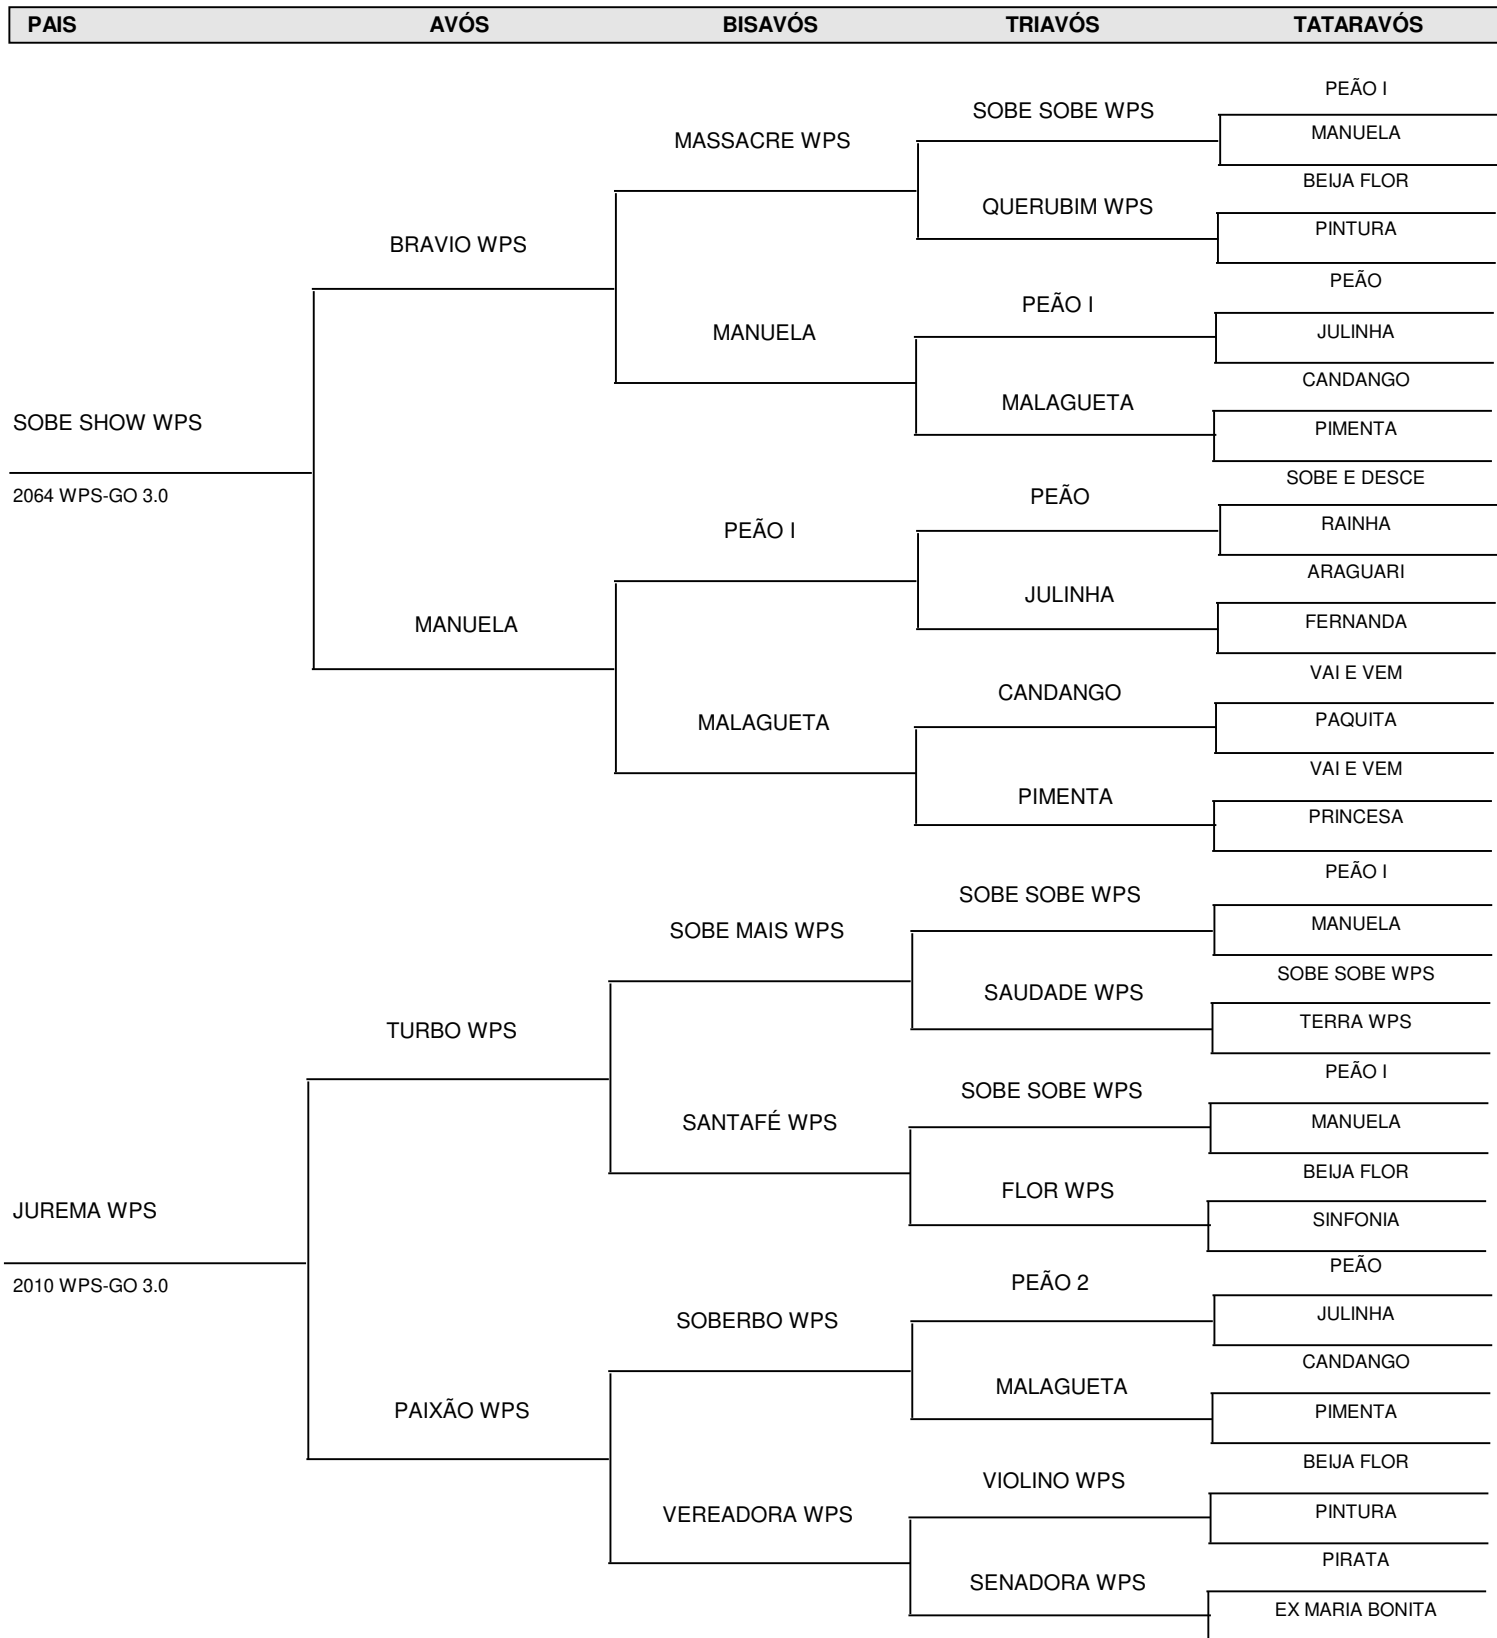 PAIS AVÓS BISAVÓS TRIAVÓS TATARAVÓS
PEÃO I
SOBE SOBE WPS
MANUELA
MASSACRE WPS
BEIJA FLOR
QUERUBIM WPS
PINTURA
BRAVIO WPS
PEÃO
PEÃO I
JULINHA
MANUELA
CANDANGO
MALAGUETA
SOBE SHOW WPS
PIMENTA
SOBE E DESCE
2064 WPS-GO 3.0
PEÃO
RAINHA
PEÃO I
ARAGUARI
JULINHA
FERNANDA
MANUELA
VAI E VEM
CANDANGO
PAQUITA
MALAGUETA
VAI E VEM
PIMENTA
PRINCESA
PEÃO I
SOBE SOBE WPS
MANUELA
SOBE MAIS WPS
SOBE SOBE WPS
SAUDADE WPS
TERRA WPS
TURBO WPS
PEÃO I
SOBE SOBE WPS
MANUELA
SANTAFÉ WPS
BEIJA FLOR
FLOR WPS
JUREMA WPS
SINFONIA
PEÃO
2010 WPS-GO 3.0
PEÃO 2
JULINHA
SOBERBO WPS
CANDANGO
MALAGUETA
PAIXÃO WPS
PIMENTA
BEIJA FLOR
VIOLINO WPS
PINTURA
VEREADORA WPS
PIRATA
SENADORA WPS
EX MARIA BONITA